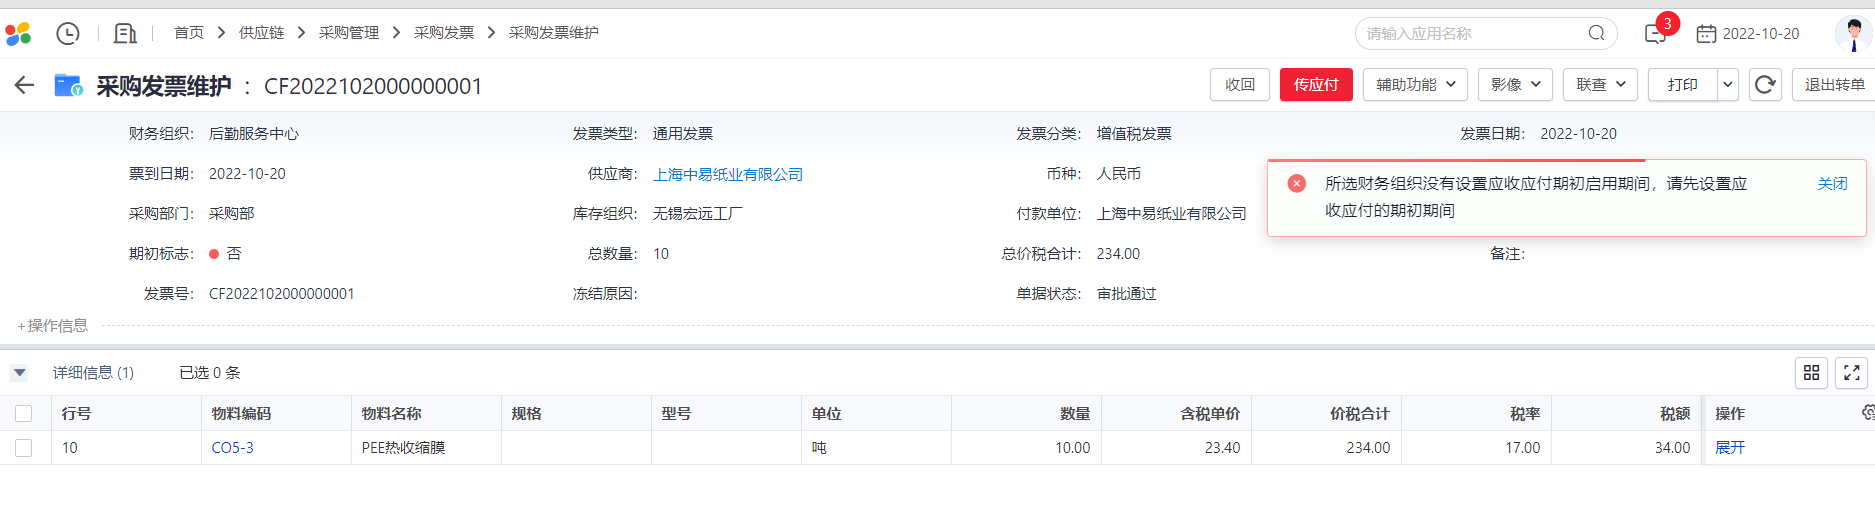 首页 供应链 采购管理 采购发票 采购发票维护 请输入应用名称 3 2022-10-20
采购发票维护 : CF2022102000000001 收回 传应付 辅助功能 影像 联查 打印 退出转单
财务组织: 后勤服务中心 发票类型: 通用发票 发票分类: 增值税发票 发票日期: 2022-10-20
票到日期: 2022-10-20 供应商: 上海中易纸业有限公司 币种: 人民币
所选财务组织没有设置应收应付期初启用期间，请先设置应 关闭
收应付的期初期间
采购部门: 采购部 库存组织: 无锡宏远工厂 付款单位: 上海中易纸业有限公司
期初标志: 否 总数量: 10 总价税合计: 234.00 备注:
发票号: CF2022102000000001 冻结原因: 单据状态: 审批通过
+操作信息
详细信息 (1) 已选 0 条
行号 物料编码 物料名称 规格 型号 单位 数量 含税单价 价税合计 税率 税额 操作
10 CO5-3 PEE热收缩膜 吨 10.00 23.40 234.00 17.00 34.00 展开